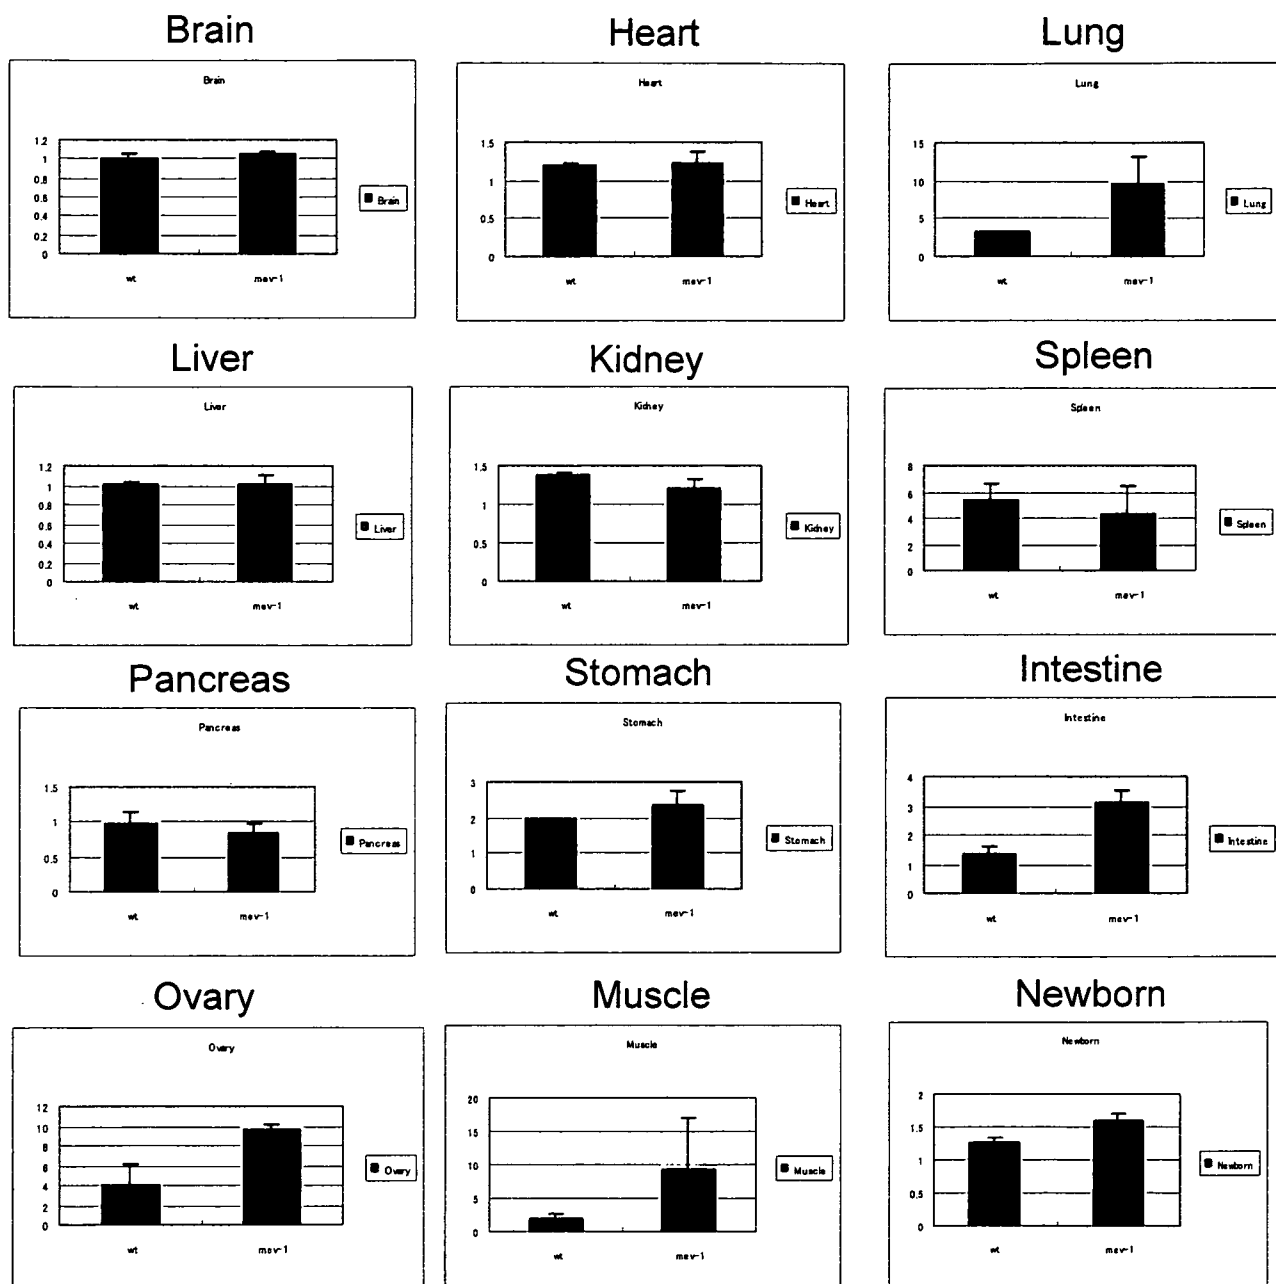 Brain
Brain
1.2
1
0.8
0.6
0.4
0.2
0
wt
mev-1
Brain
Heart
Heart
1.5
1
0.5
0
wt
mev-1
Heart
Lung
Lung
15
10
5
0
wt
mev-1
Lung
Liver
Liver
1.2
1
0.8
0.6
0.4
0.2
0
wt
mev-1
Liver
Kidney
Kidney
1.5
1
0.5
0
wt
mev-1
Kidney
Spleen
Spleen
8
6
4
2
0
wt
mev-1
Spleen
Pancreas
Pancreas
1.5
1
0.5
0
wt
mev-1
Pancreas
Stomach
Stomach
3
2
1
0
wt
mev-1
Stomach
Intestine
Intestine
4
3
2
1
0
wt
mev-1
Intestine
Ovary
Ovary
12
10
8
6
4
2
0
wt
mev-1
Ovary
Muscle
Muscle
20
15
10
5
0
wt
mev-1
Muscle
Newborn
Newborn
2
1.5
1
0.5
0
wt
mev-1
Newborn